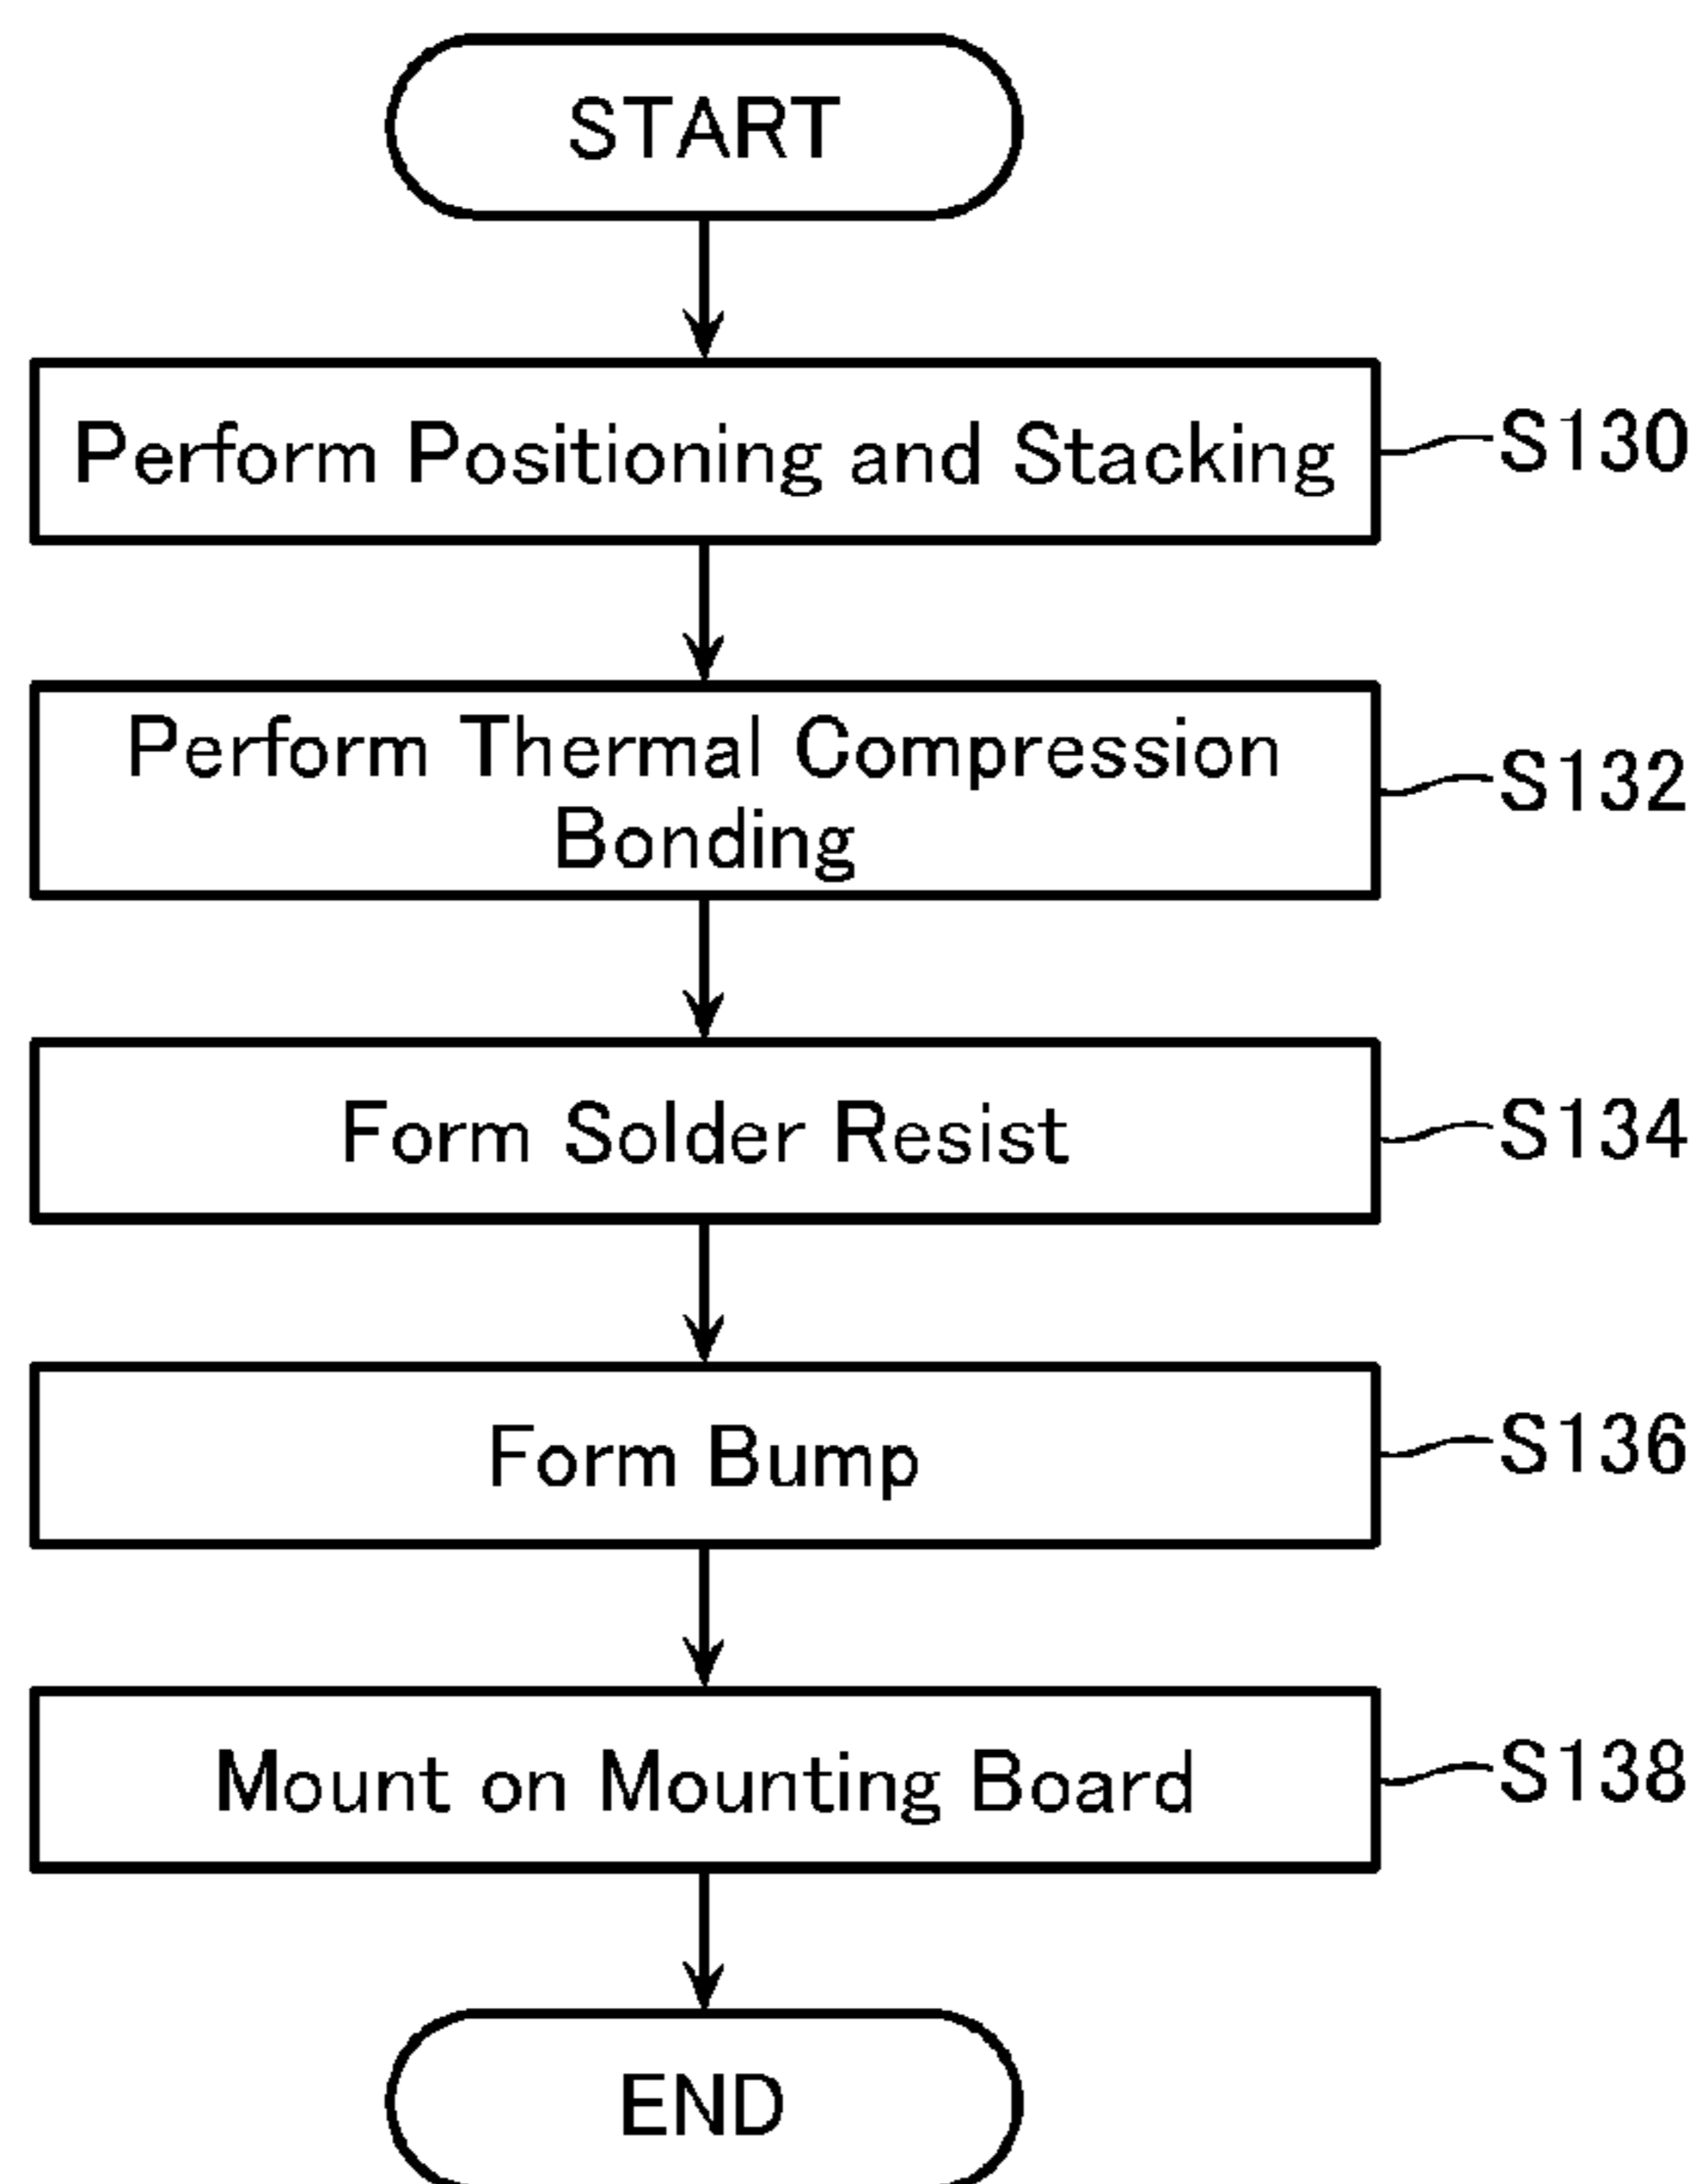 START
Perform Positioning and Stacking
S130
Perform Thermal Compression
Bonding
S132
Form Solder Resist
S134
Form Bump
S136
Mount on Mounting Board
S138
END